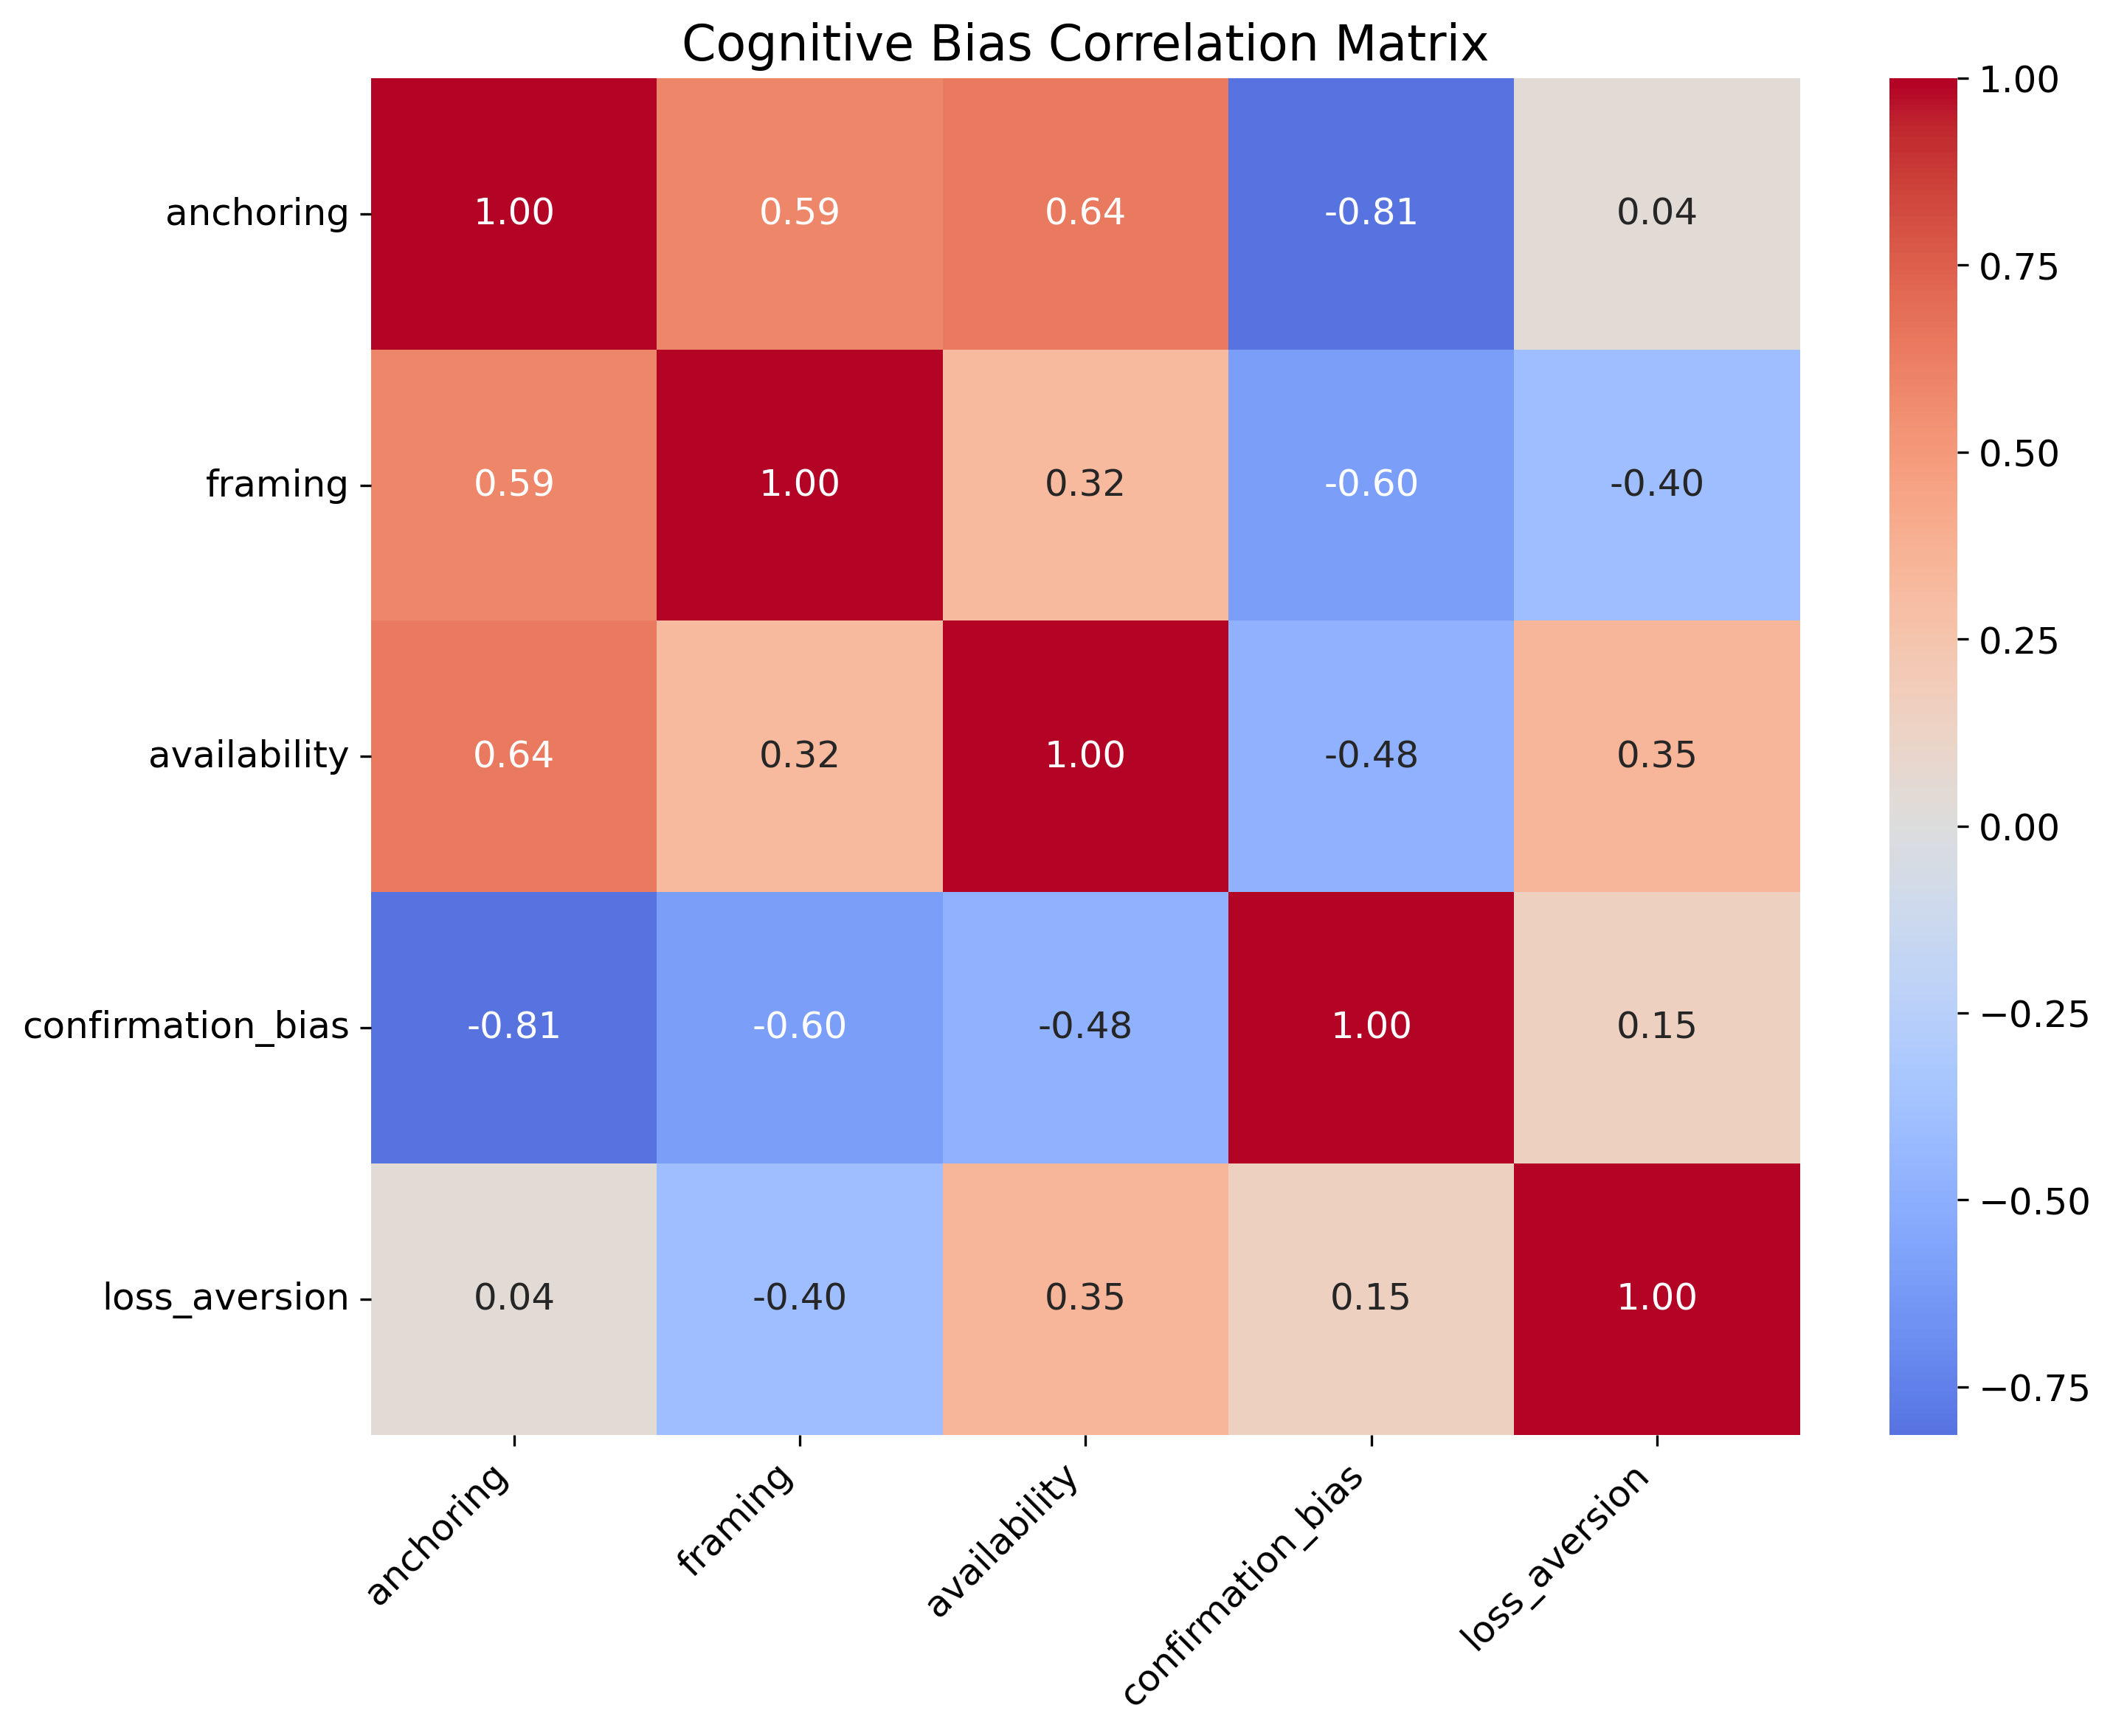 Cognitive Bias Correlation Matrix
anchoring 1.00 0.59 0.64 -0.81 0.04
framing 0.59 1.00 0.32 -0.60 -0.40
availability 0.64 0.32 1.00 -0.48 0.35
confirmation_bias -0.81 -0.60 -0.48 1.00 0.15
loss_aversion 0.04 -0.40 0.35 0.15 1.00
anchoring framing availability confirmation_bias loss_aversion
1.00
0.75
0.50
0.25
0.00
−0.25
−0.50
−0.75